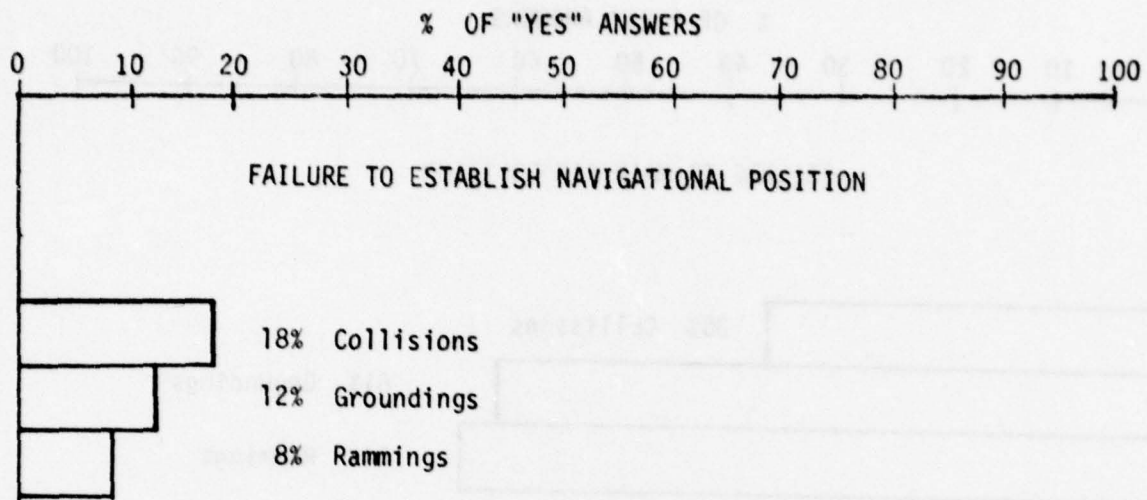 % OF "YES" ANSWERS
0 10 20 30 40 50 60 70 80 90 100
FAILURE TO ESTABLISH NAVIGATIONAL POSITION
18% Collisions
12% Groundings
8% Rammings